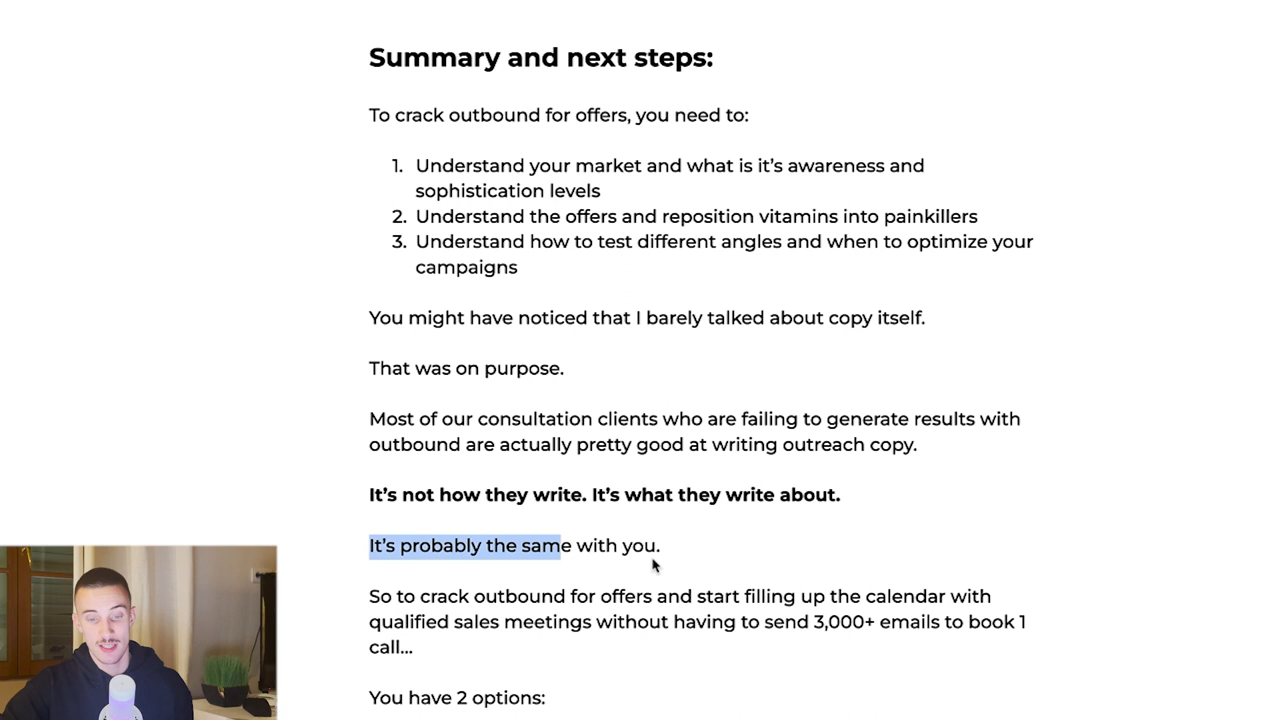 Summary and next steps:
To crack outbound for offers, you need to:
1. Understand your market and what is it's awareness and
sophistication levels
2. Understand the offers and reposition vitamins into painkillers
3. Understand how to test different angles and when to optimize your
campaigns
You might have noticed that I barely talked about copy itself.
That was on purpose.
Most of our consultation clients who are failing to generate results with
outbound are actually pretty good at writing outreach copy.
It's not how they write. It's what they write about.
It's probably the same with you.
So to crack outbound for offers and start filling up the calendar with
qualified sales meetings without having to send 3,000+ emails to book 1
call...
You have 2 options: